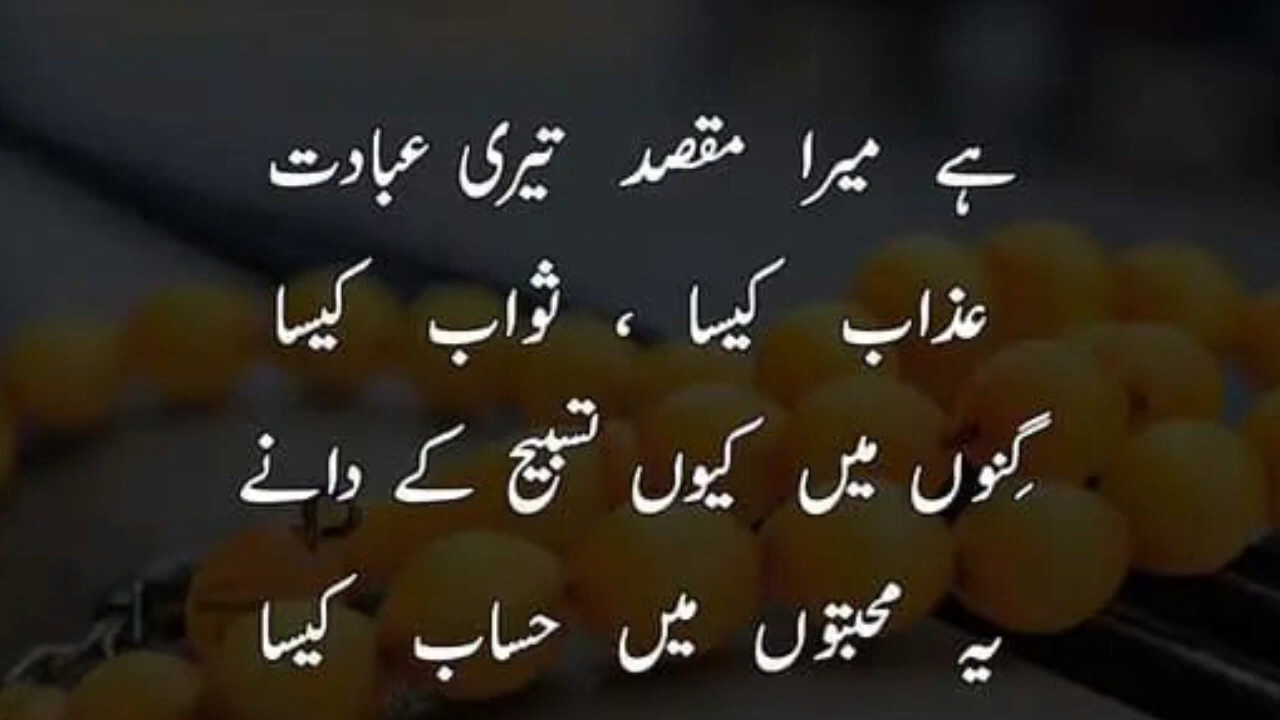 ہے میرا مقصد تیری عبادت
عذاب کیسا ، ثواب کیسا
گِنوں میں کیوں تسبیح کے دانے
یہ محبتوں میں حساب کیسا